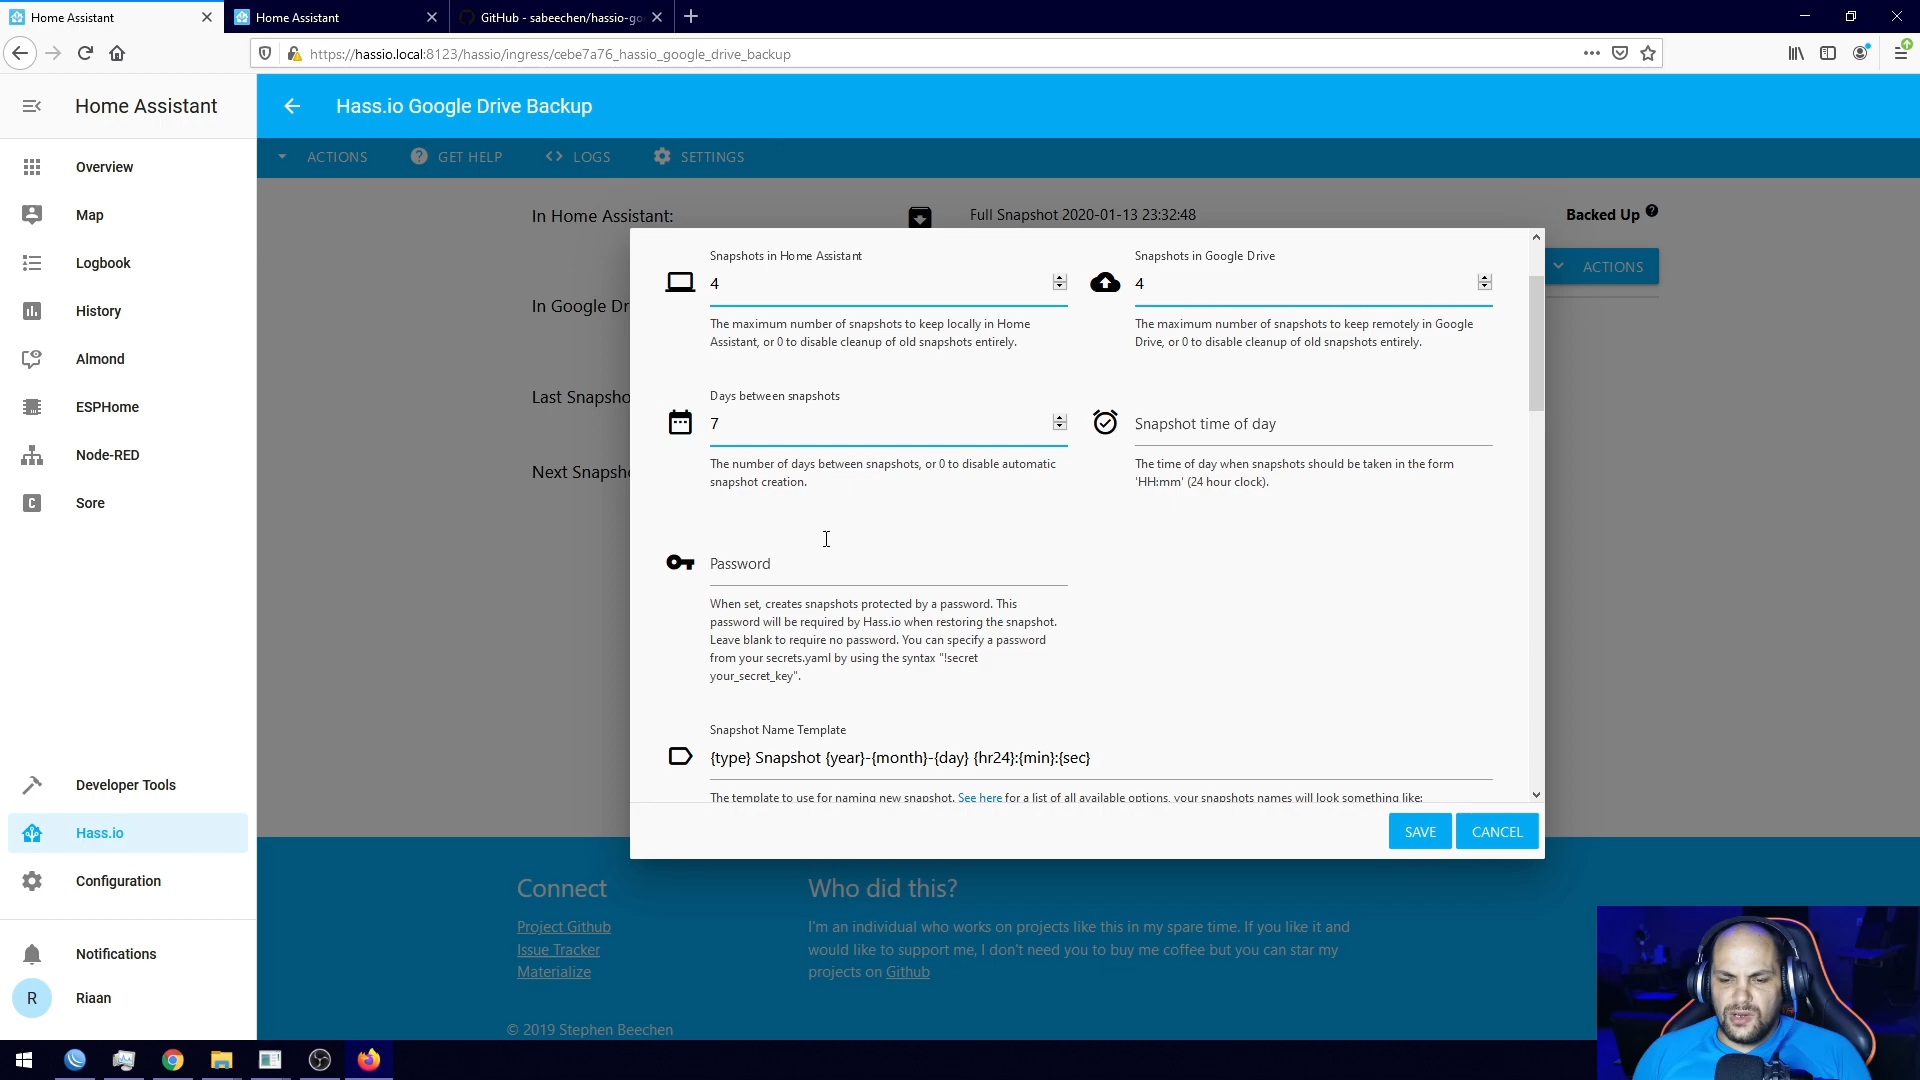 Home Assistant
Home Assistant
GitHub - sabeechen/hassio-go
https://hassio.local:8123/hassio/ingress/cebe7a76_hassio_google_drive_backup
Home Assistant
Hass.io Google Drive Backup
ACTIONS
GET HELP
LOGS
SETTINGS
Overview
Map
Logbook
History
Almond
ESPHome
Node-RED
C
Sore
Developer Tools
Hass.io
Configuration
Notifications
R
Riaan
In Home Assistant:
Full Snapshot 2020-01-13 23:32:48
Backed Up
ACTIONS
In Google Dr
Last Snapsho
Next Snapsho
Snapshots in Home Assistant
4
The maximum number of snapshots to keep locally in Home
Assistant, or 0 to disable cleanup of old snapshots entirely.
Snapshots in Google Drive
4
The maximum number of snapshots to keep remotely in Google
Drive, or 0 to disable cleanup of old snapshots entirely.
Days between snapshots
7
The number of days between snapshots, or 0 to disable automatic
snapshot creation.
Snapshot time of day
The time of day when snapshots should be taken in the form
'HH:mm' (24 hour clock).
Password
When set, creates snapshots protected by a password. This
password will be required by Hass.io when restoring the snapshot.
Leave blank to require no password. You can specify a password
from your secrets.yaml by using the syntax "!secret
your_secret_key".
Snapshot Name Template
{type} Snapshot {year}-{month}-{day} {hr24}:{min}:{sec}
The template to use for naming new snapshot. See here for a list of all available options, your snapshots names will look something like:
SAVE
CANCEL
Connect
Project Github
Issue Tracker
Materialize
Who did this?
I'm an individual who works on projects like this in my spare time. If you like it and
would like to support me, I don't need you to buy me coffee but you can star my
projects on Github
© 2019 Stephen Beechen